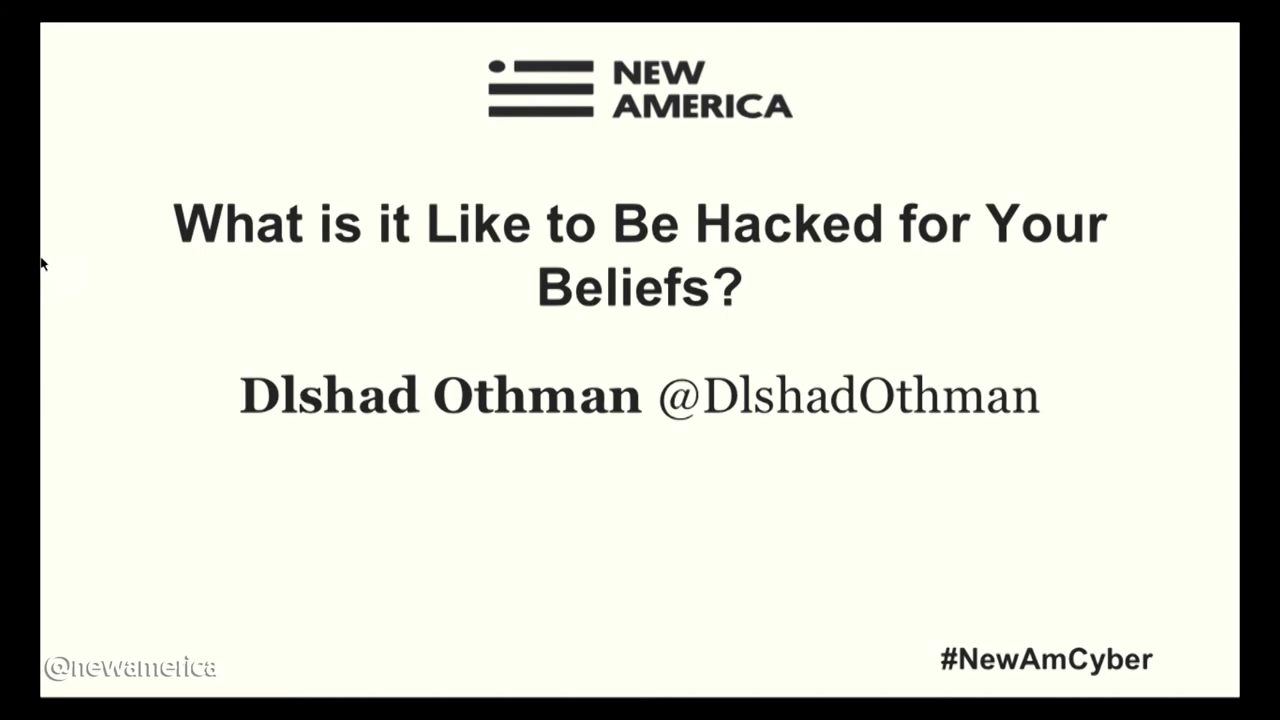 NEW
AMERICA
What is it Like to Be Hacked for Your
Beliefs?
Dlshad Othman @DlshadOthman
#NewAmCyber
@newamerica